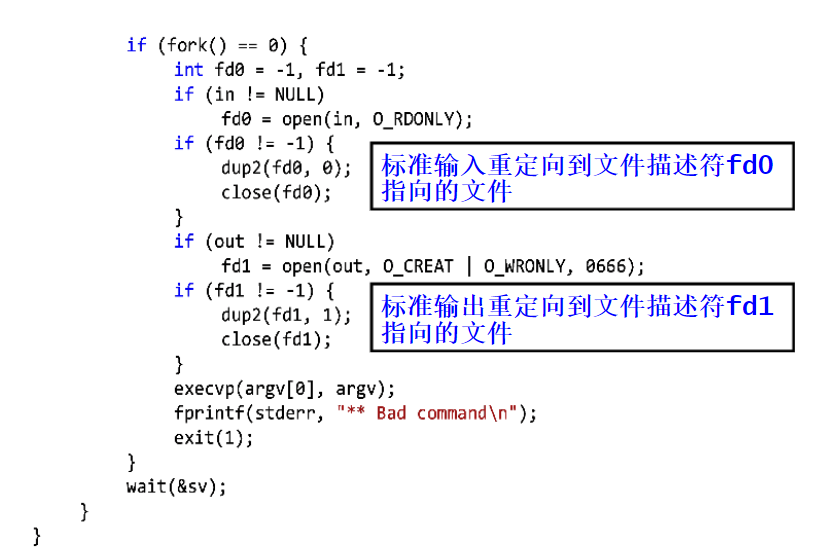 if (fork() == 0) {
int fd0 = -1, fd1 = -1;
if (in != NULL)
fd0 = open(in, O_RDONLY);
if (fd0 != -1) {
dup2(fd0, 0);
close(fd0);
标准输入重定向到文件描述符fd0
指向的文件
}
if (out != NULL)
fd1 = open(out, O_CREAT | O_WRONLY, 0666);
if (fd1 != -1) {
dup2(fd1, 1);
close(fd1);
标准输出重定向到文件描述符fd1
指向的文件
}
execvp(argv[0], argv);
fprintf(stderr, "** Bad command\n");
exit(1);
}
wait(&sv);
}
}